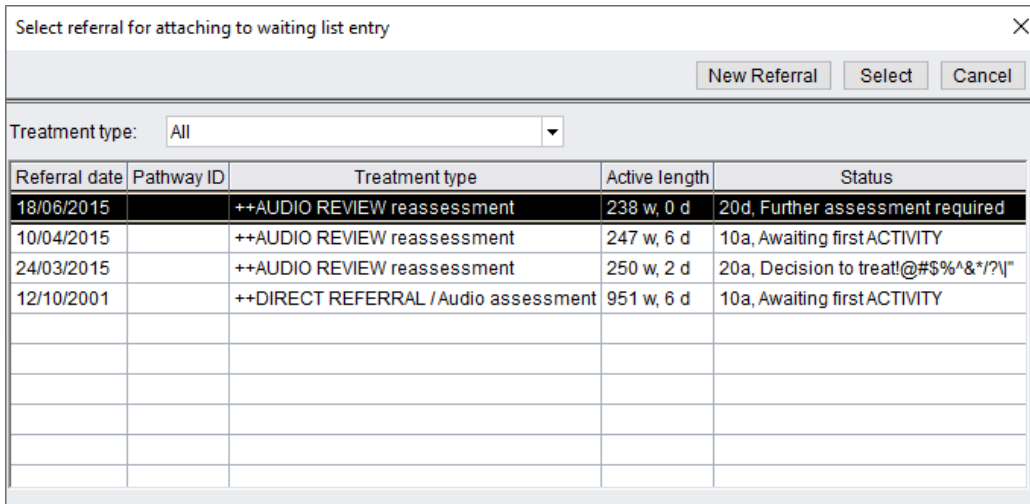 Select referral for attaching to waiting list entry
New Referral Select Cancel
Treatment type: All
Referral date Pathway ID Treatment type Active length Status
18/06/2015 ++AUDIO REVIEW reassessment 238 w, 0 d 20d, Further assessment required
10/04/2015 ++AUDIO REVIEW reassessment 247 w, 6 d 10a, Awaiting first ACTIVITY
24/03/2015 ++AUDIO REVIEW reassessment 250 w, 2 d 20a, Decision to treat!@#$%^&*/?\|"
12/10/2001 ++DIRECT REFERRAL / Audio assessment 951 w, 6 d 10a, Awaiting first ACTIVITY